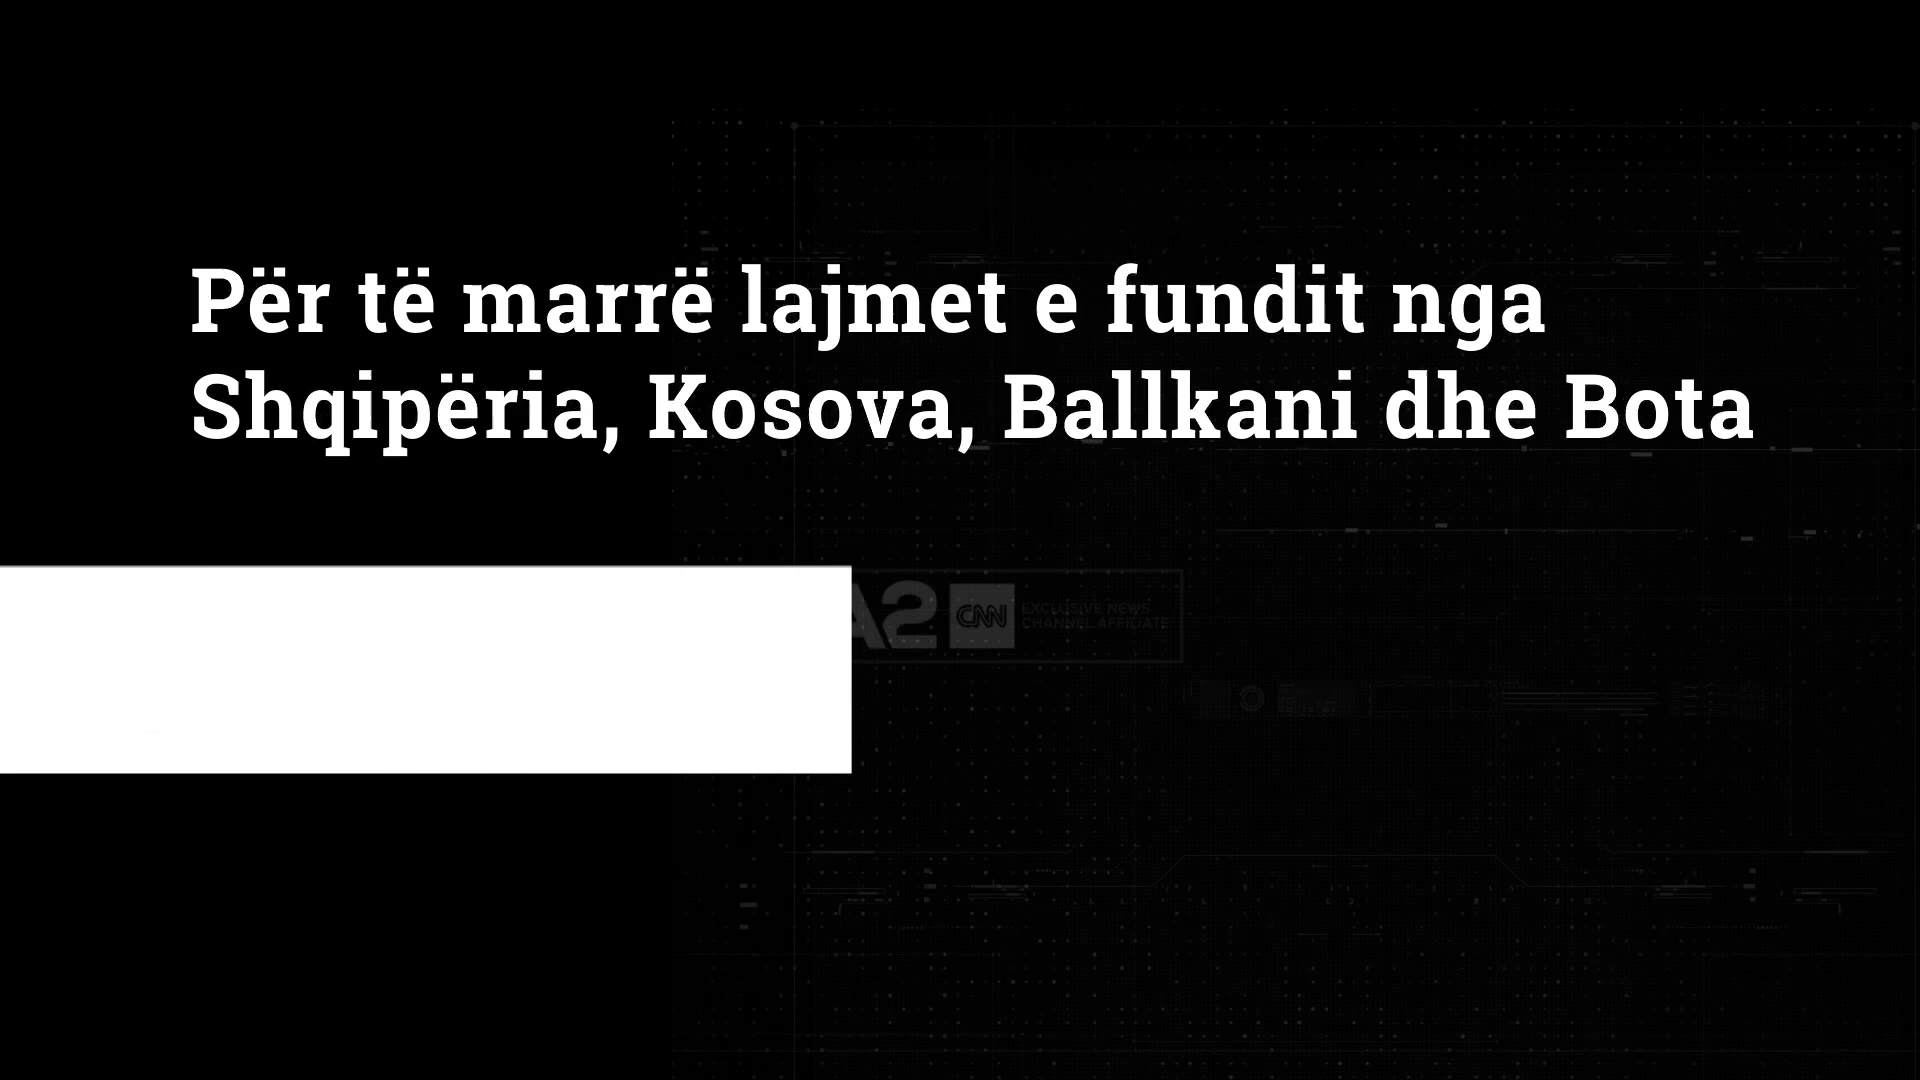 Për të marrë lajmet e fundit nga
Shqipëria, Kosova, Ballkani dhe Bota
A2 CNN EXCLUSIVE NEWS
CHANNEL AFFILIATE